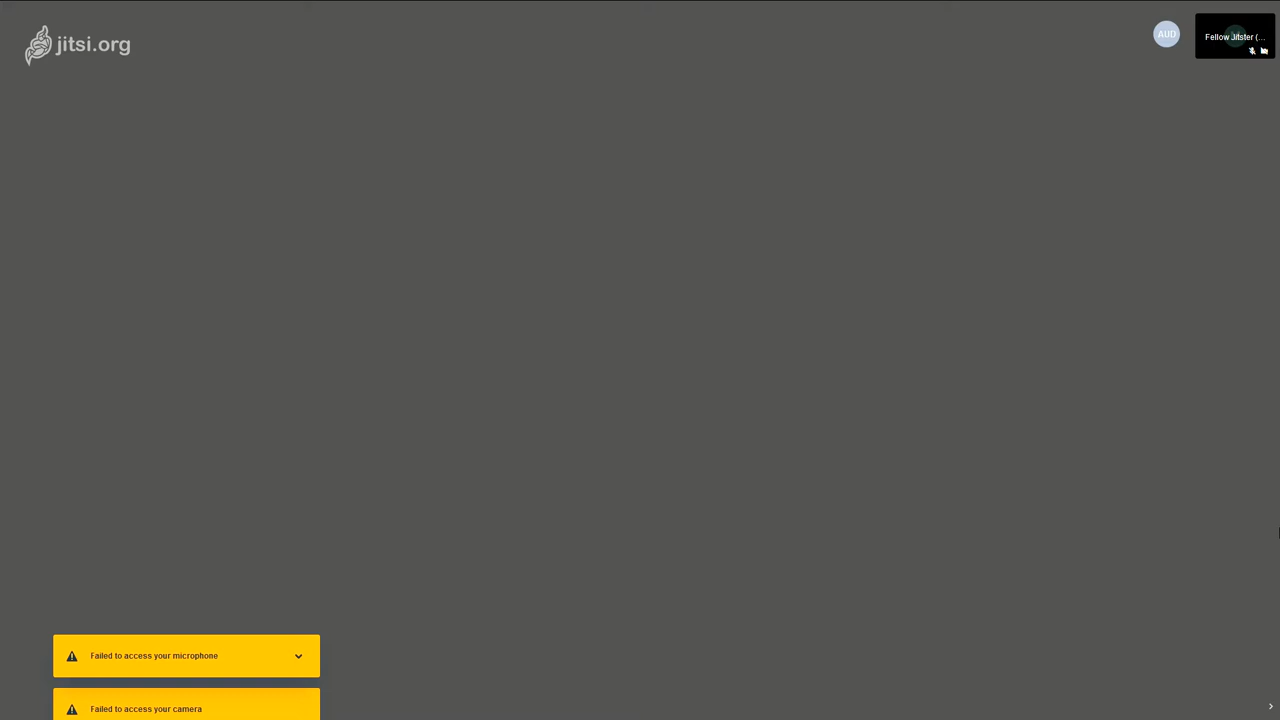 jitsi.org
AUD
Fellow Jitster (...
Failed to access your microphone
Failed to access your camera